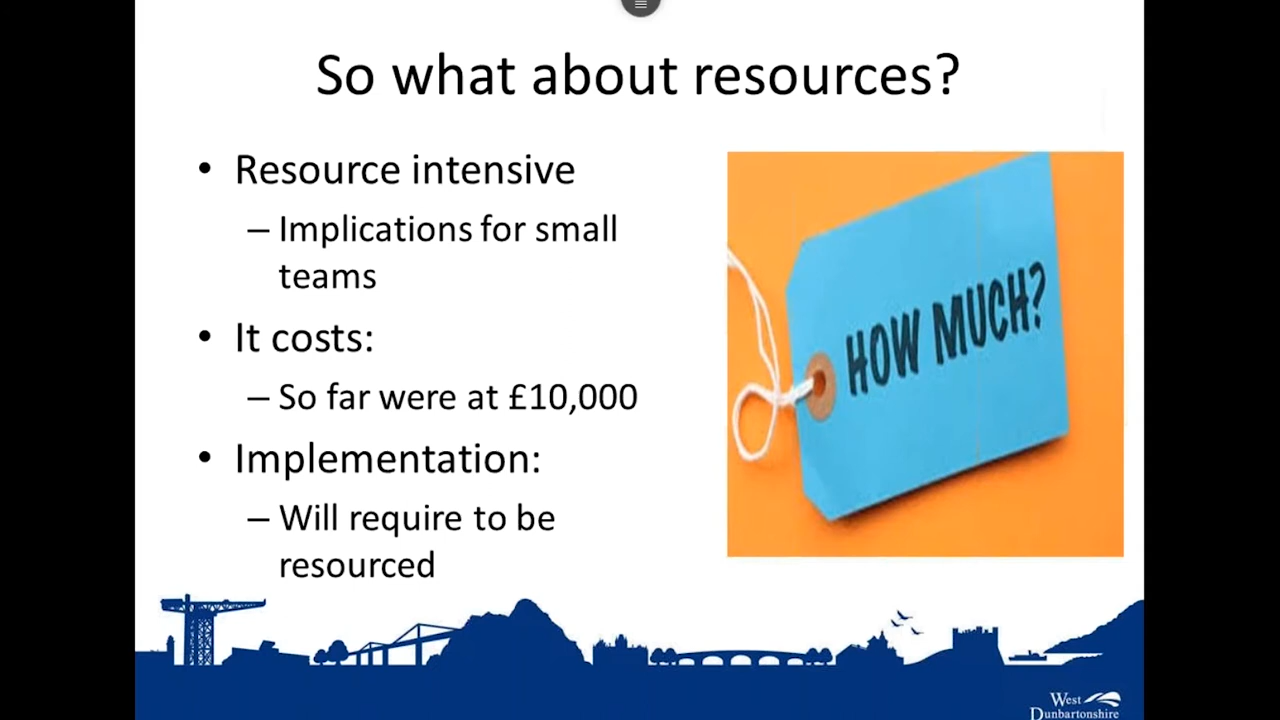 So what about resources?
• Resource intensive
– Implications for small
teams
• It costs:
– So far were at £10,000
• Implementation:
– Will require to be
resourced
HOW MUCH?
West
Dunbartonshire